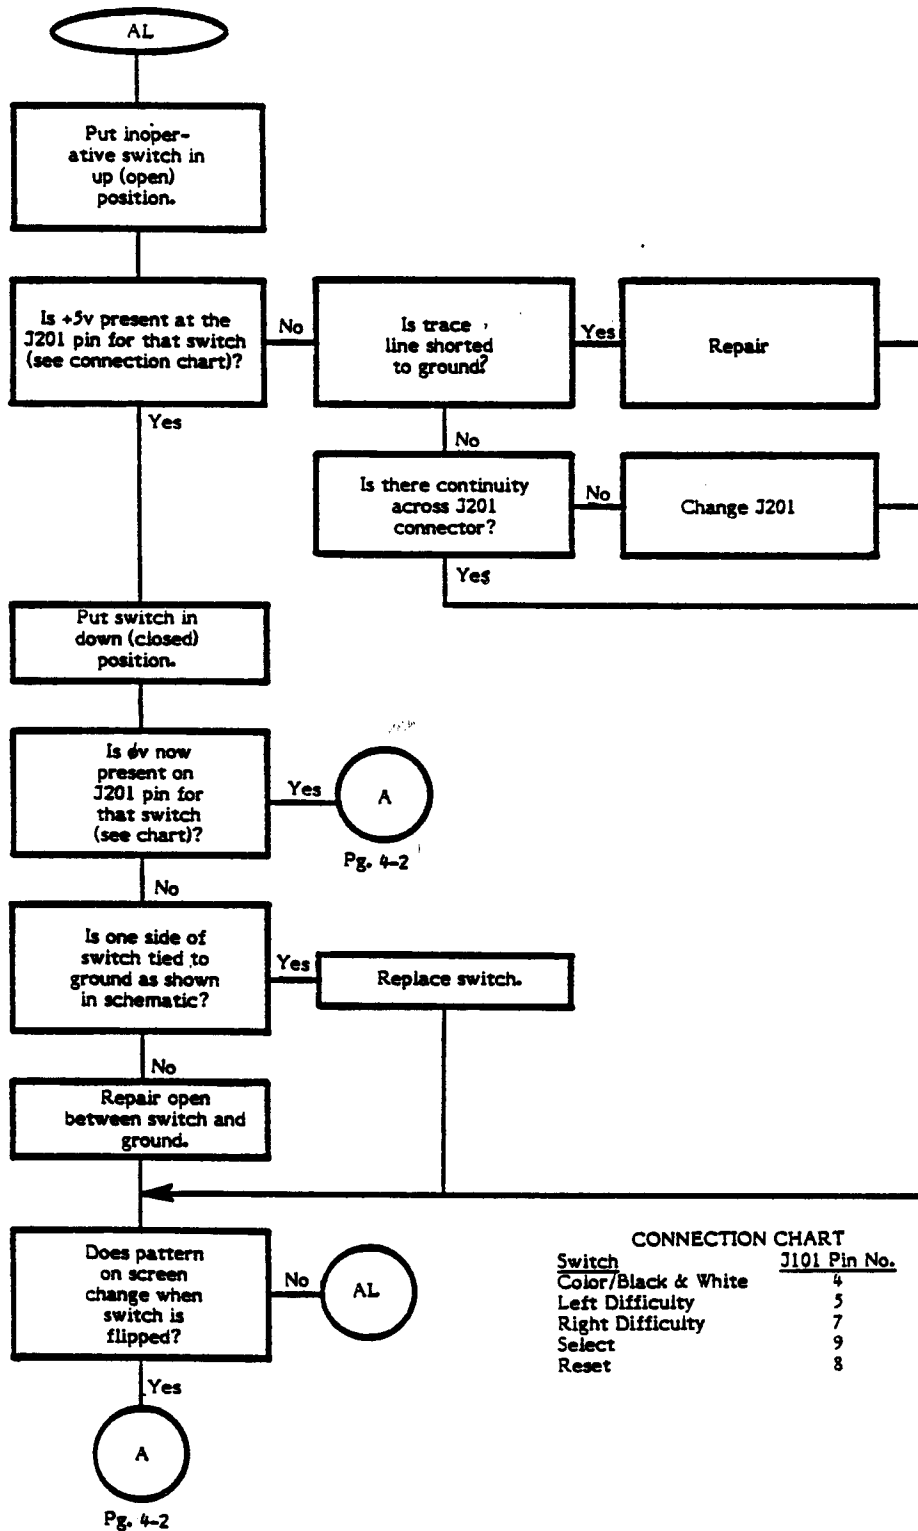 AL
Put inoper-
ative switch in
up (open)
position.
Is +5v present at the
J201 pin for that switch
(see connection chart)?
No
Is trace
line shorted
to ground?
Yes
Repair
Yes
No
Is there continuity
across J201
connector?
No
Change J201
Yes
Put switch in
down (closed)
position.
Is 0v now
present on
J201 pin for
that switch
(see chart)?
Yes
A
Pg. 4-2
No
Is one side of
switch tied to
ground as shown
in schematic?
Yes
Replace switch.
No
Repair open
between switch and
ground.
Does pattern
on screen
change when
switch is
flipped?
No
AL
Yes
A
Pg. 4-2
CONNECTION CHART
Switch J101 Pin No.
Color/Black & White 4
Left Difficulty 5
Right Difficulty 7
Select 9
Reset 8